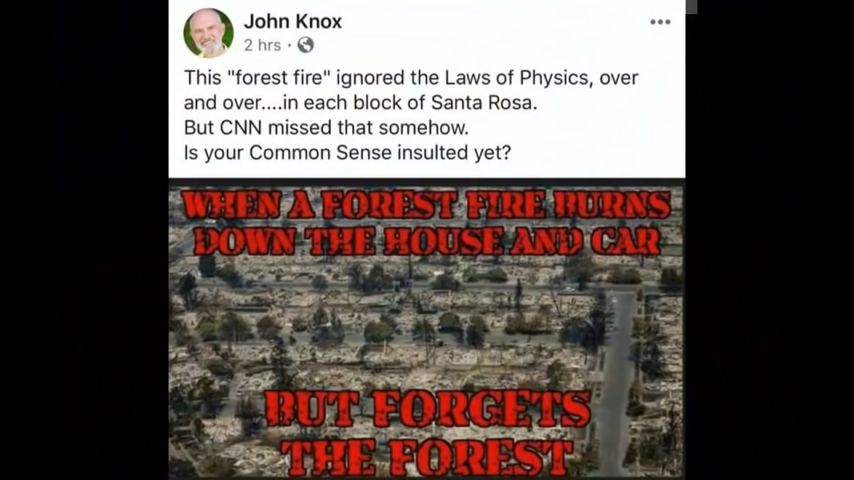 John Knox
2 hrs ·
This "forest fire" ignored the Laws of Physics, over
and over....in each block of Santa Rosa.
But CNN missed that somehow.
Is your Common Sense insulted yet?
WHEN A FOREST FIRE BURNS
DOWN THE HOUSE AND CAR
BUT FORGETS
THE FOREST